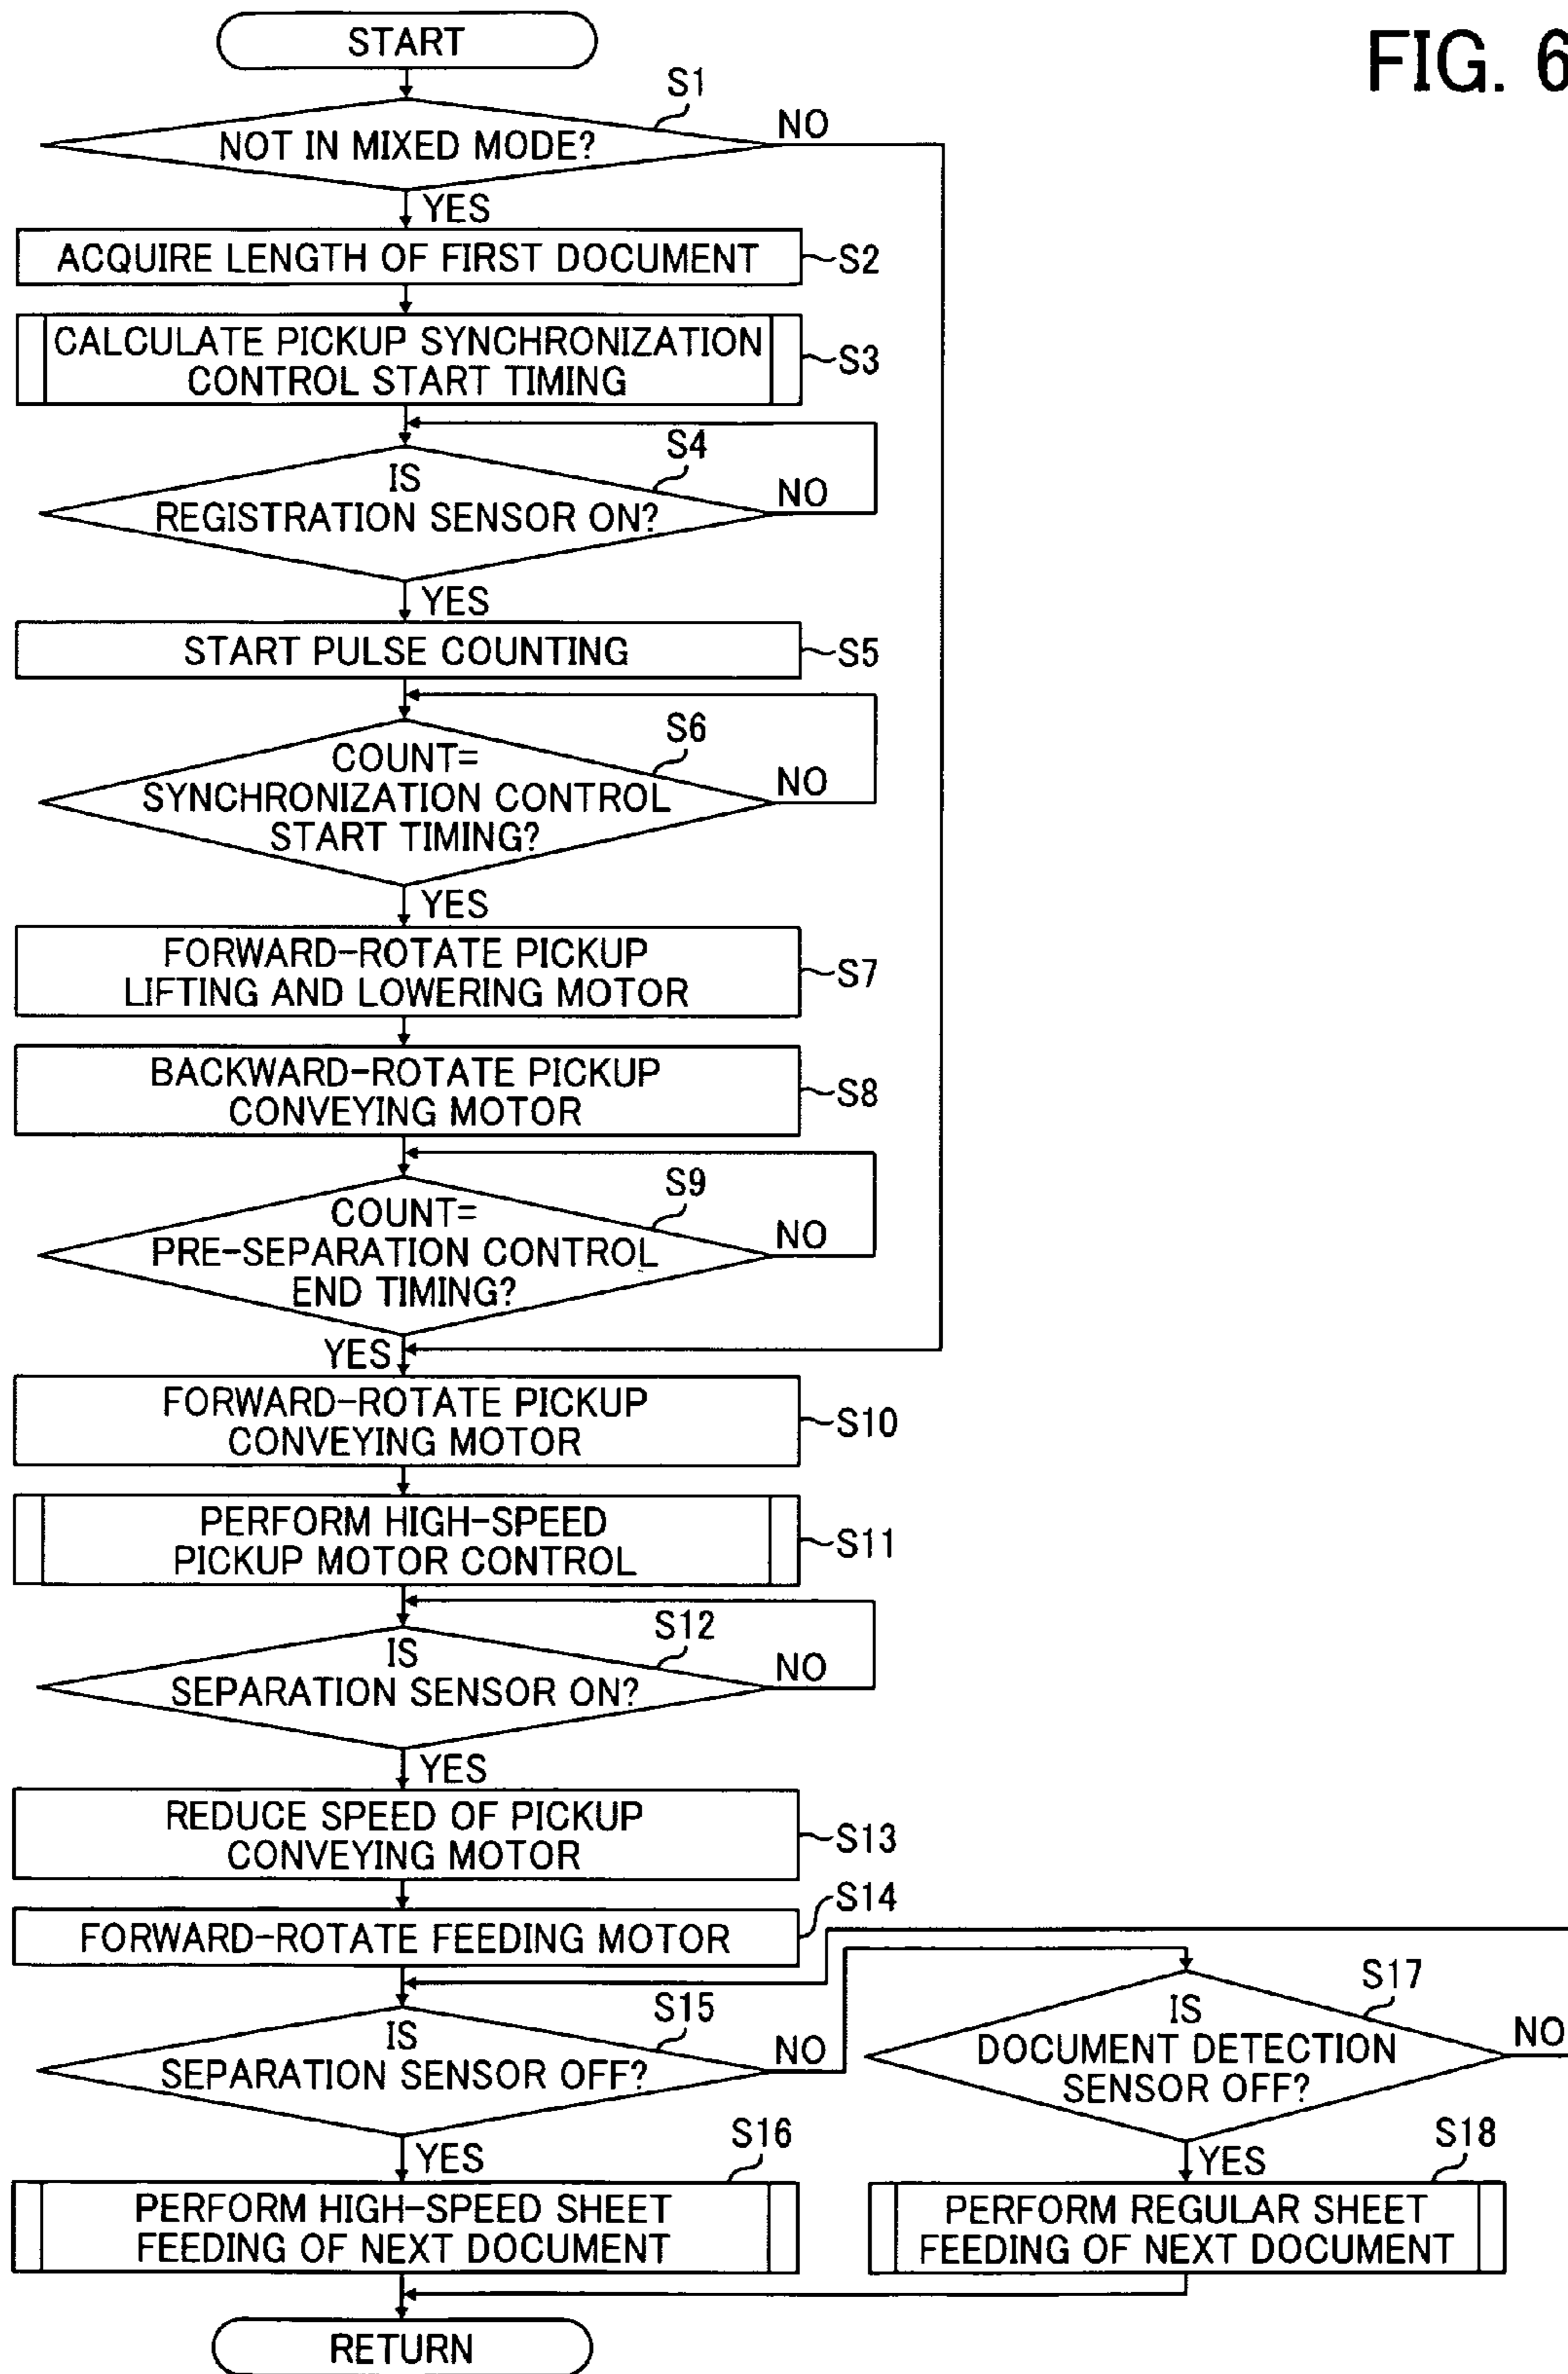 FIG. 6
START
S1
NOT IN MIXED MODE?
NO
YES
ACQUIRE LENGTH OF FIRST DOCUMENT
S2
CALCULATE PICKUP SYNCHRONIZATION
CONTROL START TIMING
S3
S4
IS
REGISTRATION SENSOR ON?
NO
YES
START PULSE COUNTING
S5
S6
COUNT=
SYNCHRONIZATION CONTROL
START TIMING?
NO
YES
FORWARD-ROTATE PICKUP
LIFTING AND LOWERING MOTOR
S7
BACKWARD-ROTATE PICKUP
CONVEYING MOTOR
S8
S9
COUNT=
PRE-SEPARATION CONTROL
END TIMING?
NO
YES
FORWARD-ROTATE PICKUP
CONVEYING MOTOR
S10
PERFORM HIGH-SPEED
PICKUP MOTOR CONTROL
S11
S12
IS
SEPARATION SENSOR ON?
NO
YES
REDUCE SPEED OF PICKUP
CONVEYING MOTOR
S13
S14
FORWARD-ROTATE FEEDING MOTOR
S15
IS
SEPARATION SENSOR OFF?
NO
YES
S17
IS
DOCUMENT DETECTION
SENSOR OFF?
NO
YES
S16
PERFORM HIGH-SPEED SHEET
FEEDING OF NEXT DOCUMENT
S18
PERFORM REGULAR SHEET
FEEDING OF NEXT DOCUMENT
RETURN